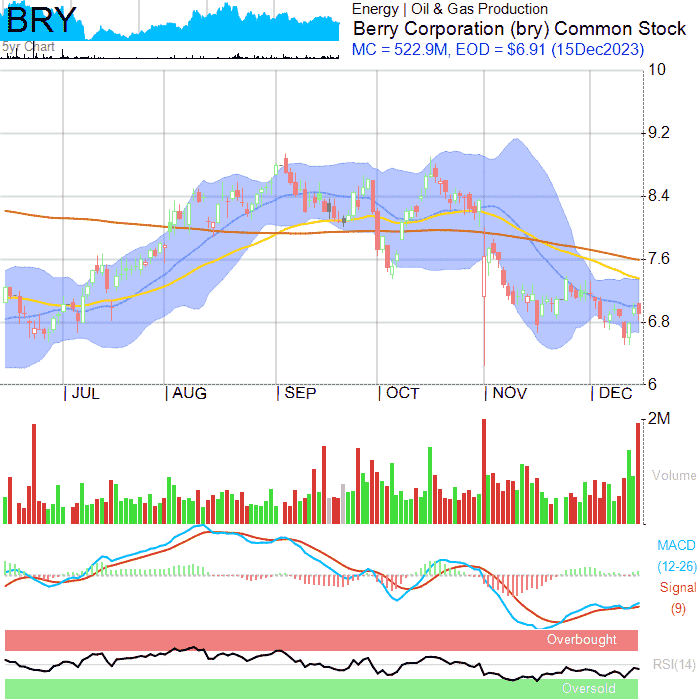 BRY
5yr Chart
Energy | Oil & Gas Production
Berry Corporation (bry) Common Stock
MC = 522.9M, EOD = $6.91 (15Dec2023)
10
9.2
8.4
7.6
6.8
6
JUL AUG SEP OCT NOV DEC
2M
Volume
MACD
(12-26)
Signal
(9)
Overbought
RSI(14)
Oversold